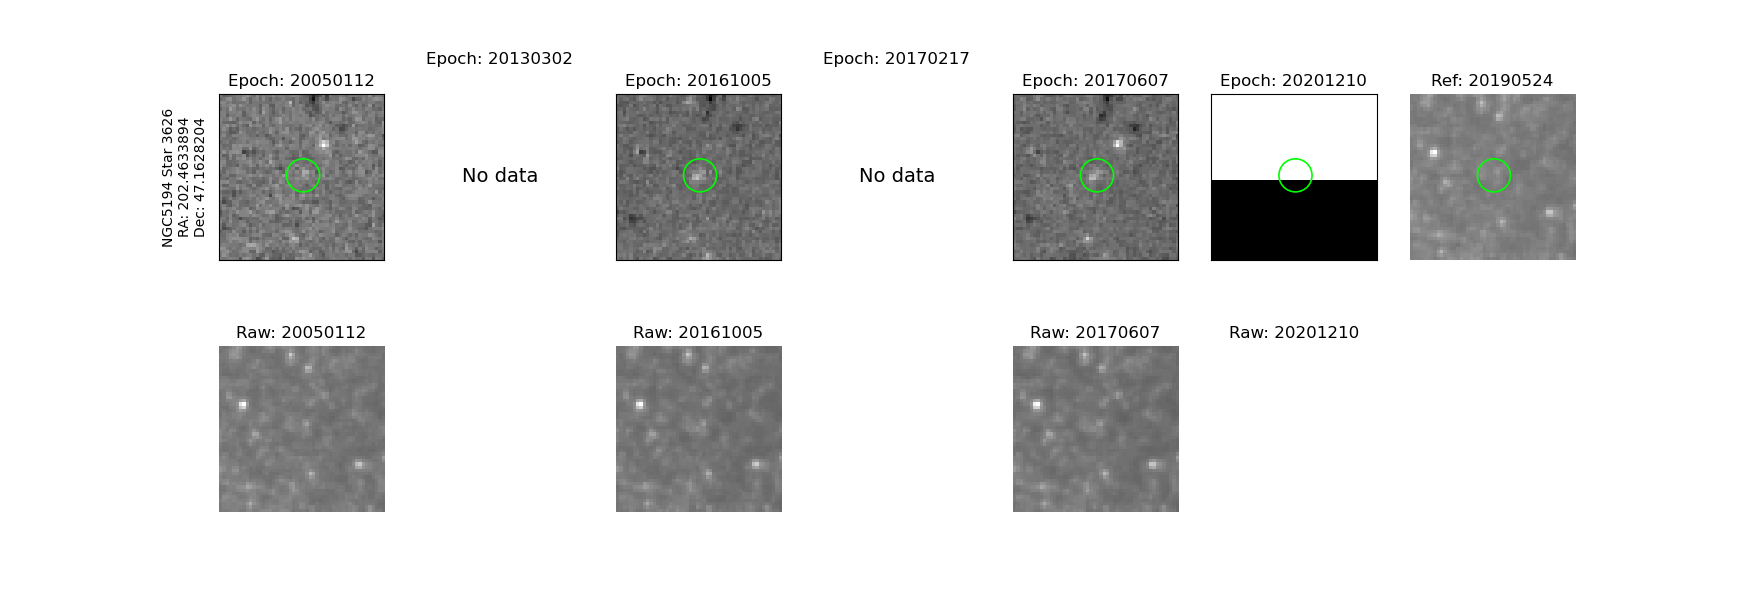 Epoch: 20130302
Epoch: 20170217
Epoch: 20050112
Epoch: 20161005
Epoch: 20170607
Epoch: 20201210
Ref: 20190524
NGC5194 Star 3626
RA: 202.4633894
Dec: 47.1628204
No data
No data
Raw: 20050112
Raw: 20161005
Raw: 20170607
Raw: 20201210